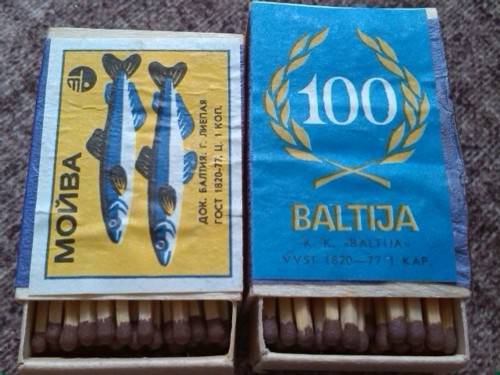 МОЙВА
ДОК. БАЛТИЯ. Г. ЛИЕПАЯ
ГОСТ 1820-77. Ц. 1 КОП.
100
BALTIJA
K. K. «BALTIJA»
VVST 1820—77. 1 KAP.